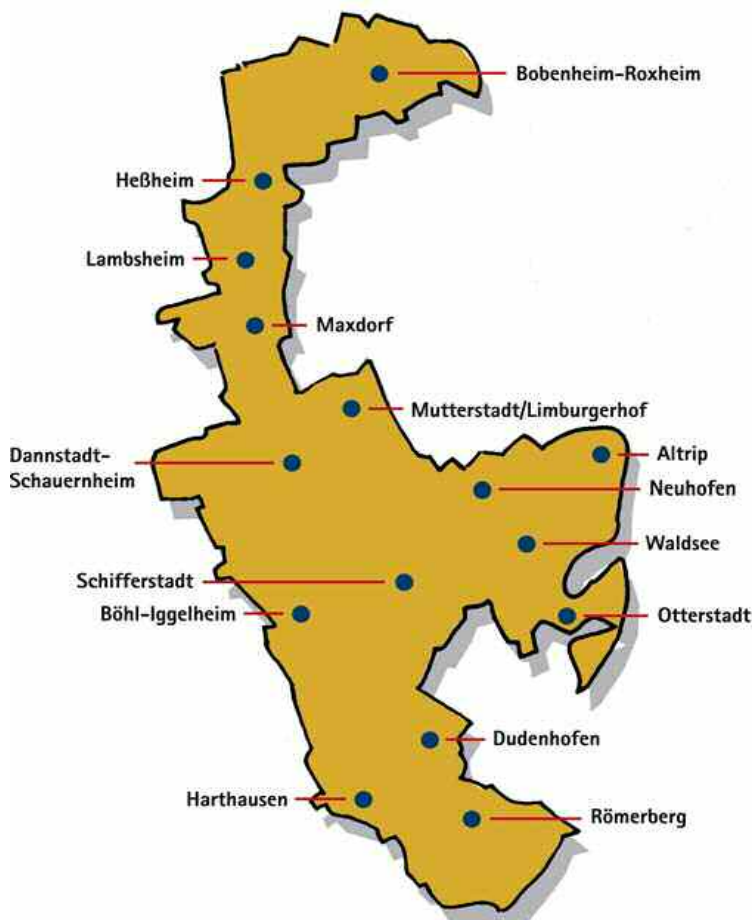 Bobenheim-Roxheim
Heßheim
Lambsheim
Maxdorf
Mutterstadt/Limburgerhof
Dannstadt-
Schauernheim
Altrip
Neuhofen
Waldsee
Schifferstadt
Böhl-Iggelheim
Otterstadt
Dudenhofen
Harthausen
Römerberg